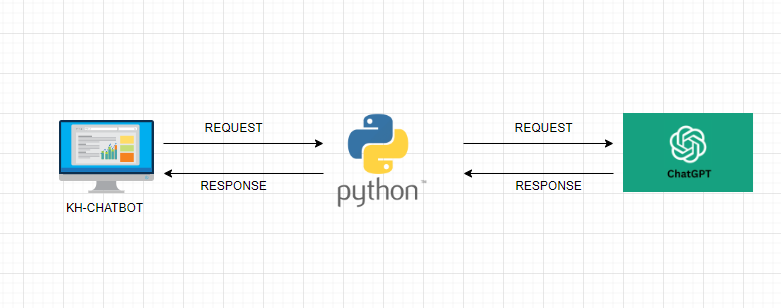 REQUEST
REQUEST
RESPONSE
RESPONSE
KH-CHATBOT
python™
ChatGPT